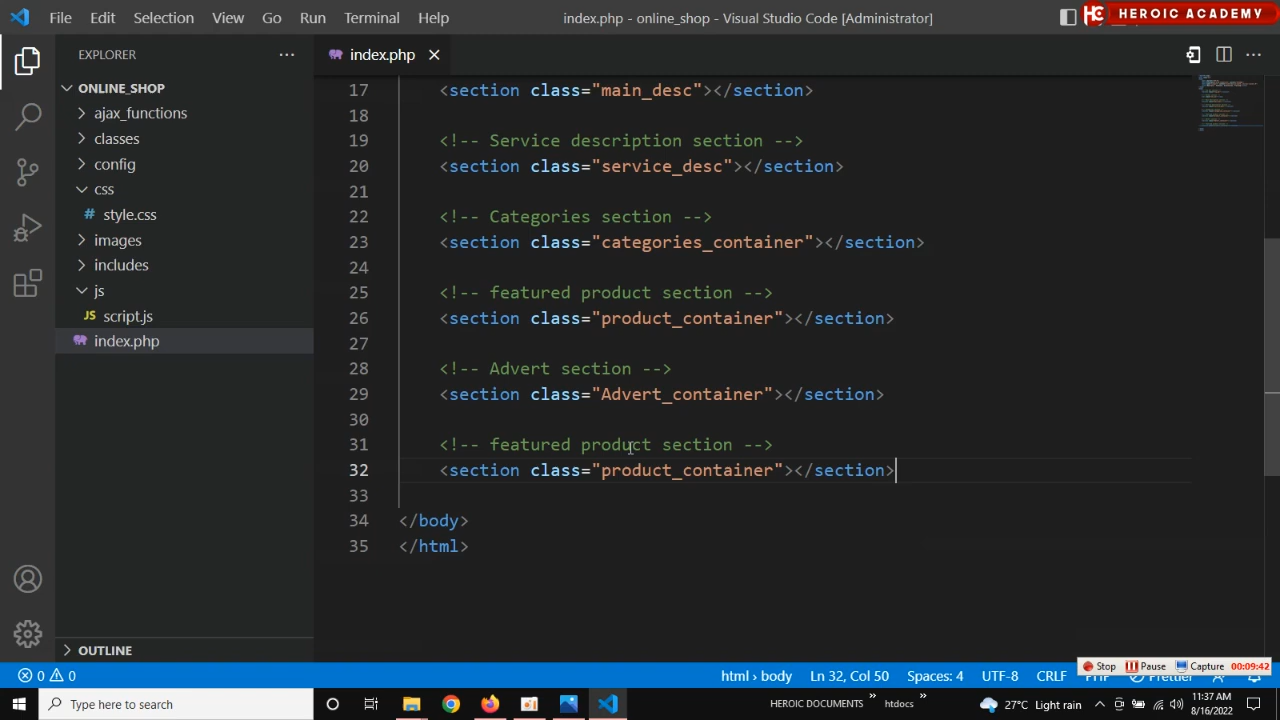 File Edit Selection View Go Run Terminal Help
index.php - online_shop - Visual Studio Code [Administrator]
HC HEROIC ACADEMY
EXPLORER
index.php
ONLINE_SHOP
ajax_functions
classes
config
css
# style.css
images
includes
js
JS script.js
index.php
OUTLINE
17 <section class="main_desc"></section>
18
19 <!-- Service description section -->
20 <section class="service_desc"></section>
21
22 <!-- Categories section -->
23 <section class="categories_container"></section>
24
25 <!-- featured product section -->
26 <section class="product_container"></section>
27
28 <!-- Advert section -->
29 <section class="Advert_container"></section>
30
31 <!-- featured product section -->
32 <section class="product_container"></section>
33
34 </body>
35 </html>
Stop Pause Capture 00:09:42
0 0
html › body Ln 32, Col 50 Spaces: 4 UTF-8 CRLF PHP Prettier
Type here to search
HEROIC DOCUMENTS
htdocs
27°C Light rain
11:37 AM
8/16/2022